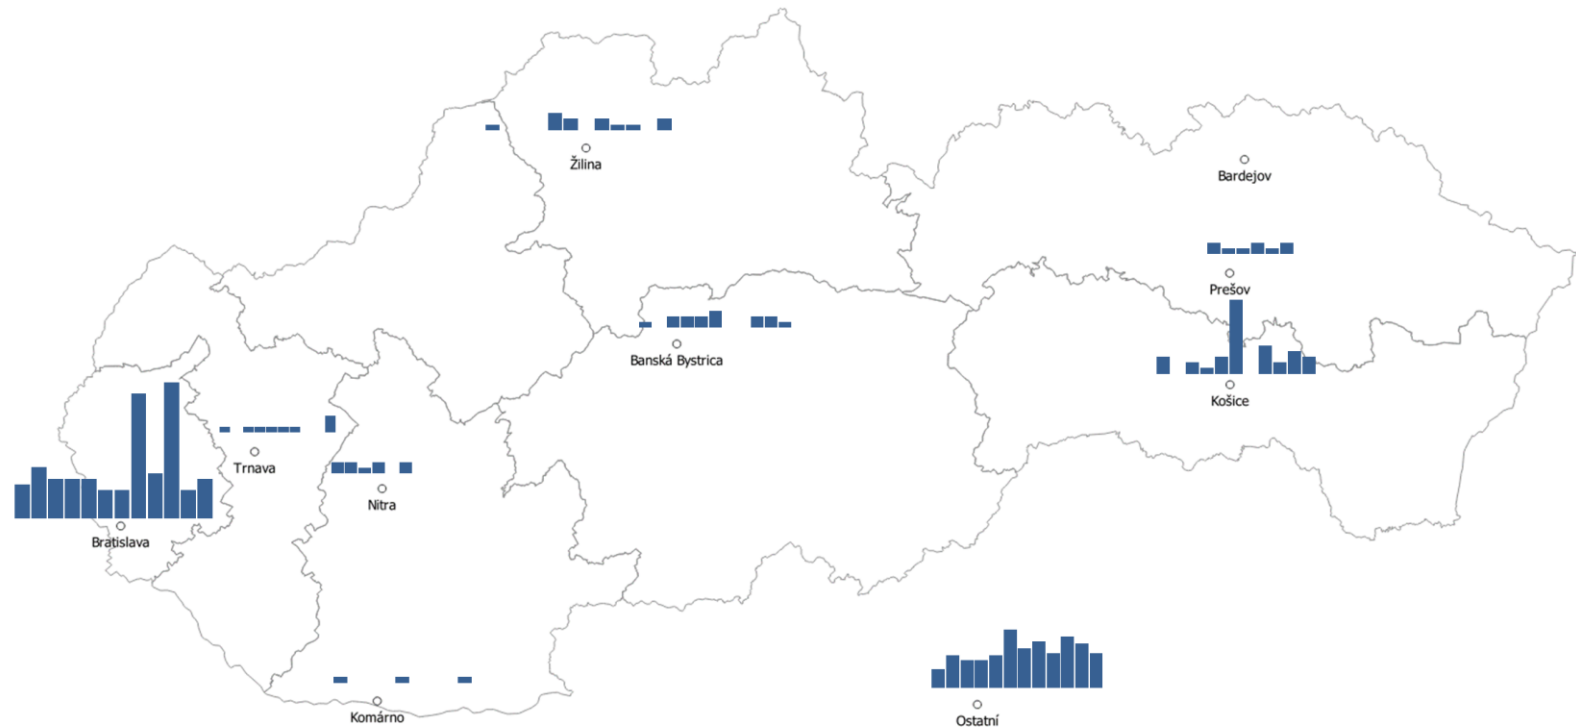 Žilina
Bardejov
Prešov
Banská Bystrica
Košice
Trnava
Nitra
Bratislava
Komárno
Ostatní